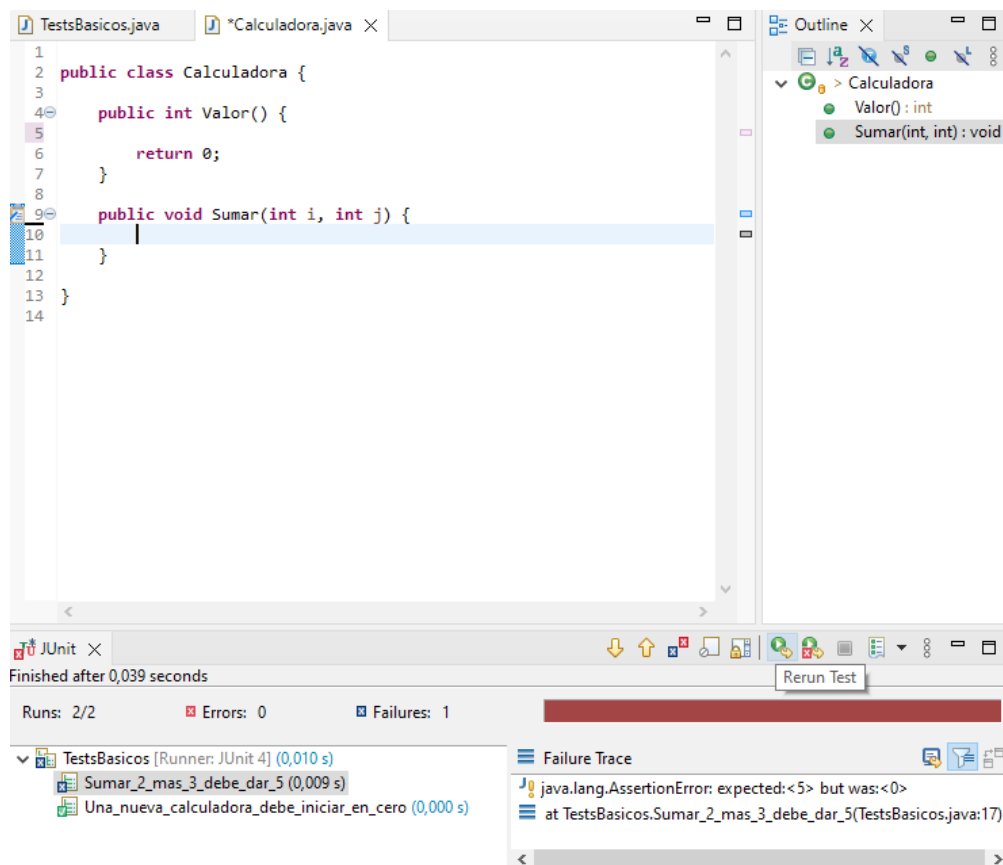 TestsBasicos.java *Calculadora.java
1
2 public class Calculadora {
3
4 public int Valor() {
5
6 return 0;
7 }
8
9 public void Sumar(int i, int j) {
10
11 }
12
13 }
14
Outline
> Calculadora
Valor() : int
Sumar(int, int) : void
JUnit
Rerun Test
Finished after 0,039 seconds
Runs: 2/2 Errors: 0 Failures: 1
TestsBasicos [Runner: JUnit 4] (0,010 s)
Sumar_2_mas_3_debe_dar_5 (0,009 s)
Una_nueva_calculadora_debe_iniciar_en_cero (0,000 s)
Failure Trace
java.lang.AssertionError: expected:<5> but was:<0>
at TestsBasicos.Sumar_2_mas_3_debe_dar_5(TestsBasicos.java:17)